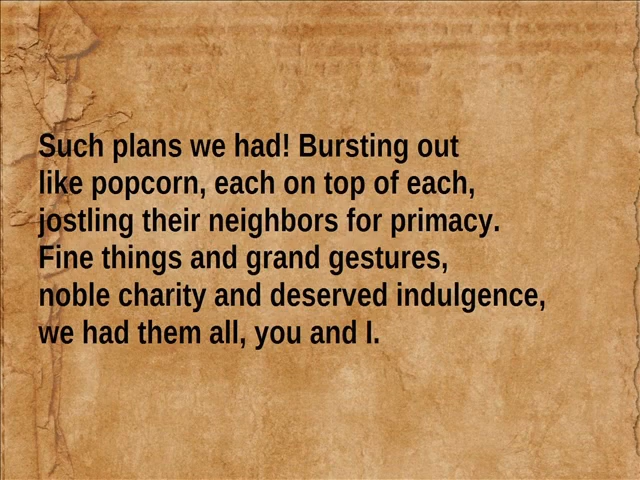 Such plans we had! Bursting out
like popcorn, each on top of each,
jostling their neighbors for primacy.
Fine things and grand gestures,
noble charity and deserved indulgence,
we had them all, you and I.